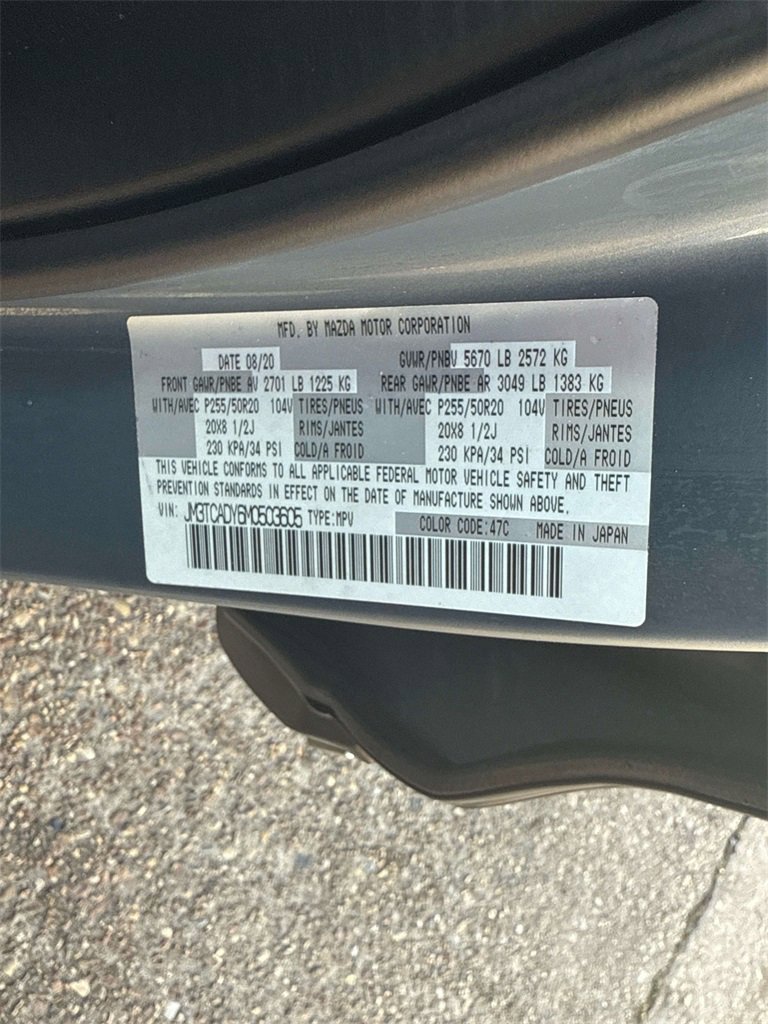 MFD. BY MAZDA MOTOR CORPORATION
DATE 08/20 GVWR/PNBV 5670 LB 2572 KG
FRONT GAWR/PNBE AV 2701 LB 1225 KG REAR GAWR/PNBE AR 3049 LB 1383 KG
WITH/AVEC P255/50R20 104V TIRES/PNEUS WITH/AVEC P255/50R20 104V TIRES/PNEUS
20X8 1/2J RIMS/JANTES 20X8 1/2J RIMS/JANTES
230 KPA/34 PSI COLD/A FROID 230 KPA/34 PSI COLD/A FROID
THIS VEHICLE CONFORMS TO ALL APPLICABLE FEDERAL MOTOR VEHICLE SAFETY AND THEFT
PREVENTION STANDARDS IN EFFECT ON THE DATE OF MANUFACTURE SHOWN ABOVE.
VIN: JM3TCADY6M0503605 TYPE:MPV COLOR CODE:47C MADE IN JAPAN